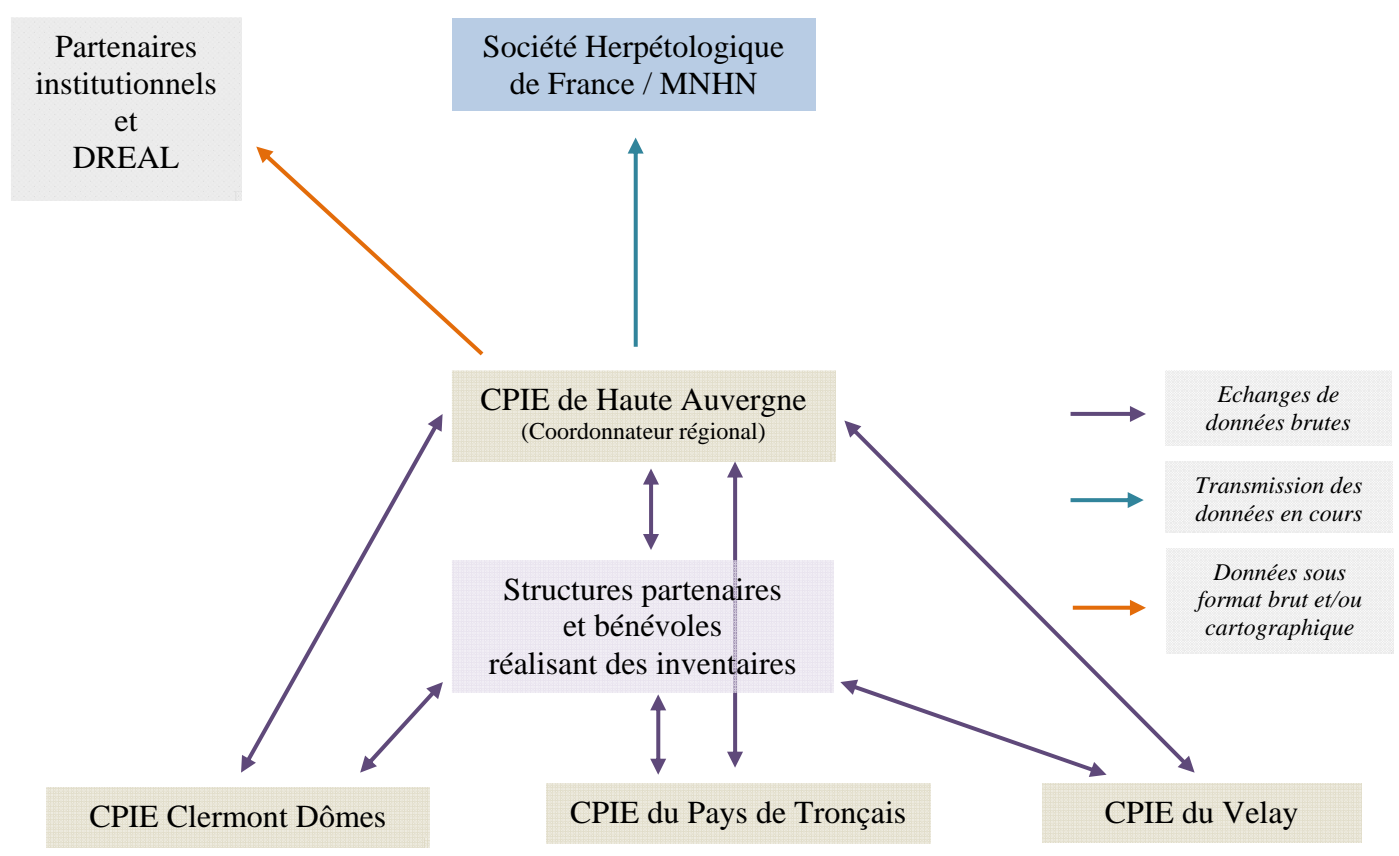 Partenaires
institutionnels
et
DREAL
Société Herpétologique
de France / MNHN
CPIE de Haute Auvergne
(Coordonnateur régional)
Echanges de
données brutes
Transmission des
données en cours
Données sous
format brut et/ou
cartographique
Structures partenaires
et bénévoles
réalisant des inventaires
CPIE Clermont Dômes
CPIE du Pays de Tronçais
CPIE du Velay